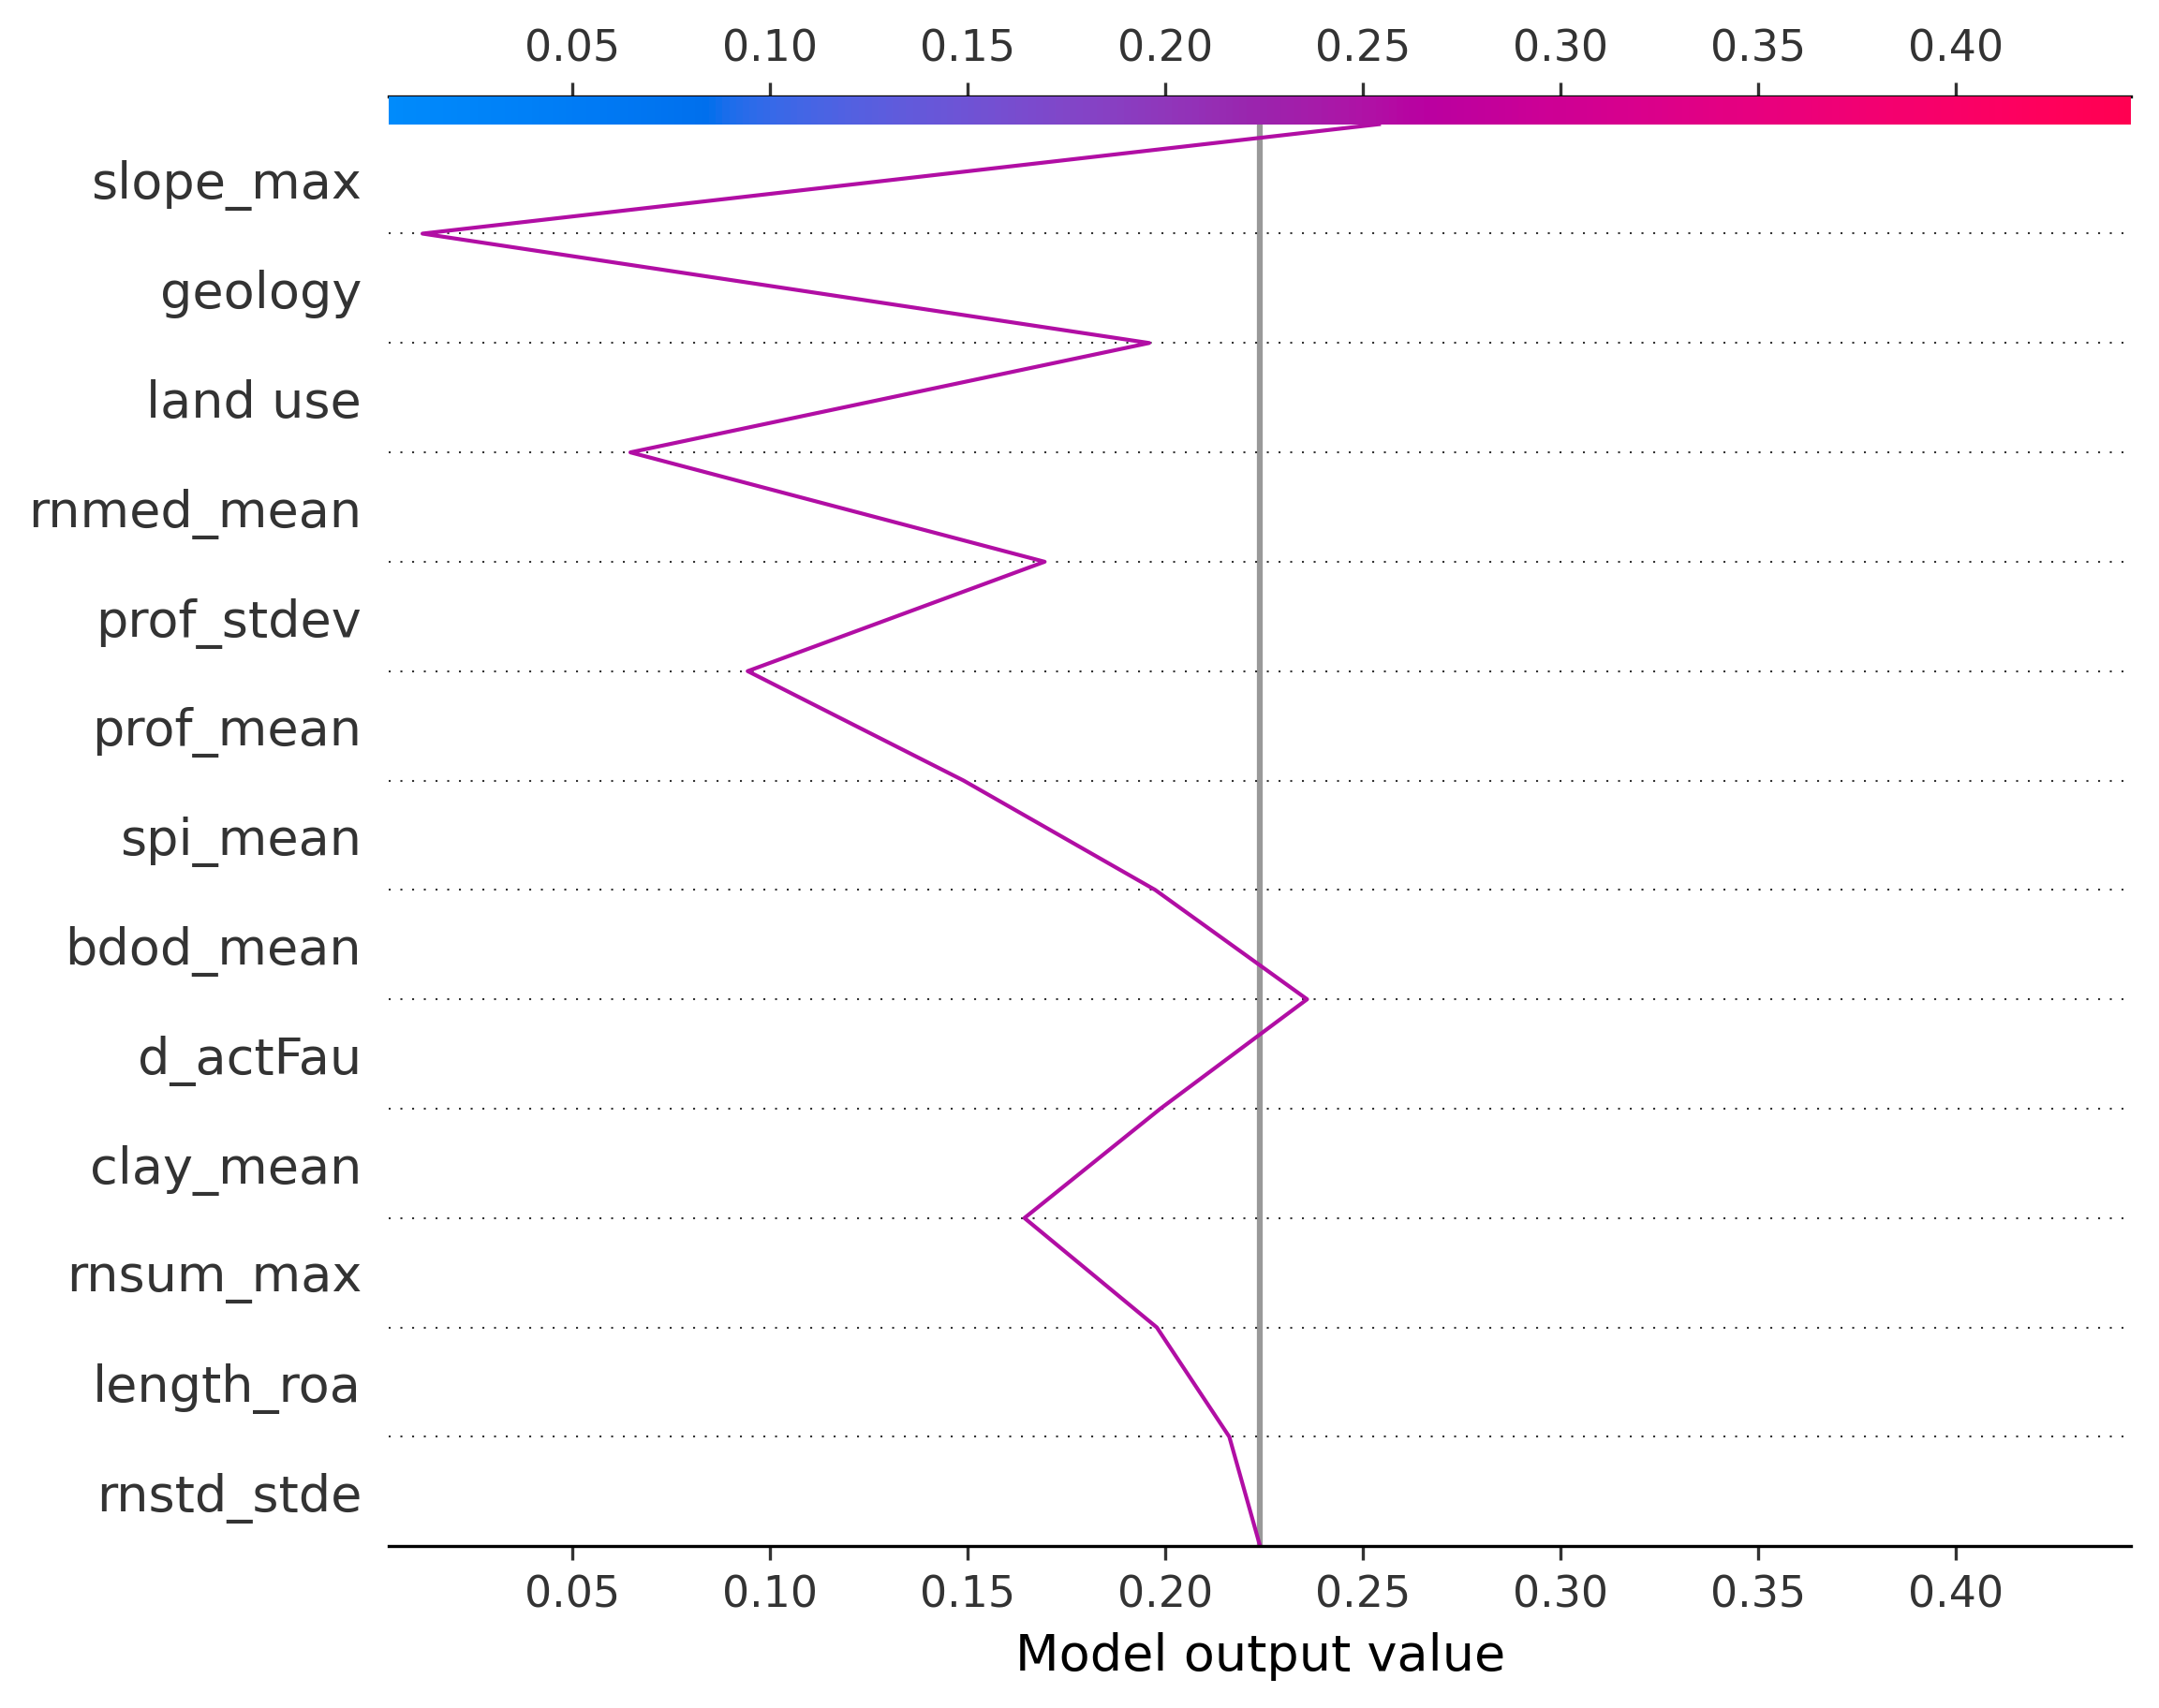 0.05 0.10 0.15 0.20 0.25 0.30 0.35 0.40
slope_max
geology
land use
rnmed_mean
prof_stdev
prof_mean
spi_mean
bdod_mean
d_actFau
clay_mean
rnsum_max
length_roa
rnstd_stde
0.05 0.10 0.15 0.20 0.25 0.30 0.35 0.40
Model output value